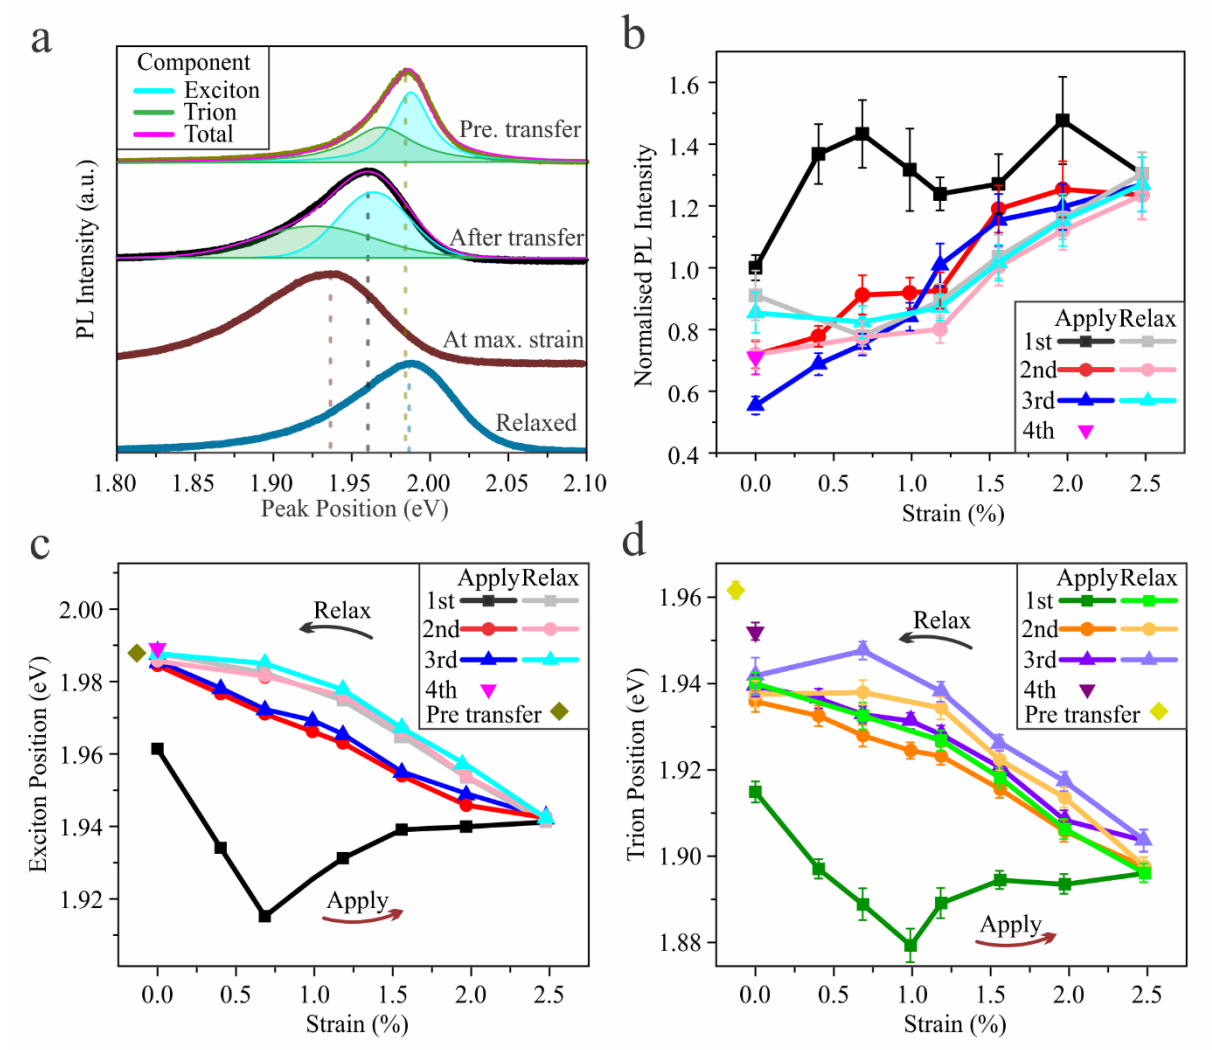 a
Component
Exciton
Trion
Total
Pre. transfer
After transfer
At max. strain
Relaxed
PL Intensity (a.u.)
1.80 1.85 1.90 1.95 2.00 2.05 2.10
Peak Position (eV)
b
1.6
1.4
1.2
1.0
0.8
0.6
0.4
Normalised PL Intensity
Apply Relax
1st
2nd
3rd
4th
0.0 0.5 1.0 1.5 2.0 2.5
Strain (%)
c
2.00
1.98
1.96
1.94
1.92
Exciton Position (eV)
Relax
Apply
Apply Relax
1st
2nd
3rd
4th
Pre transfer
0.0 0.5 1.0 1.5 2.0 2.5
Strain (%)
d
1.96
1.94
1.92
1.90
1.88
Trion Position (eV)
Relax
Apply
Apply Relax
1st
2nd
3rd
4th
Pre transfer
0.0 0.5 1.0 1.5 2.0 2.5
Strain (%)